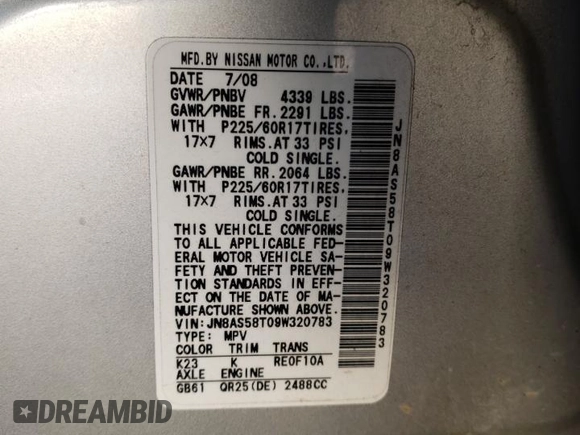 MFD.BY NISSAN MOTOR CO.,LTD.
DATE 7/08
GVWR/PNBV 4339 LBS.
GAWR/PNBE FR. 2291 LBS.
WITH P225/60R17TIRES,
17x7 RIMS. AT 33 PSI
COLD SINGLE.
GAWR/PNBE RR. 2064 LBS.
WITH P225/60R17TIRES,
17x7 RIMS. AT 33 PSI
COLD SINGLE.
THIS VEHICLE CONFORMS
TO ALL APPLICABLE FED-
ERAL MOTOR VEHICLE SA-
FETY AND THEFT PREVEN-
TION STANDARDS IN EFF-
ECT ON THE DATE OF MA-
NUFACTURE SHOWN ABOVE.
VIN:JN8AS58T09W320783
TYPE: MPV
COLOR TRIM TRANS
K23 K RE0F10A
AXLE ENGINE
GB61 QR25(DE) 2488CC
JN8AS58T09W320783
DREAMBID